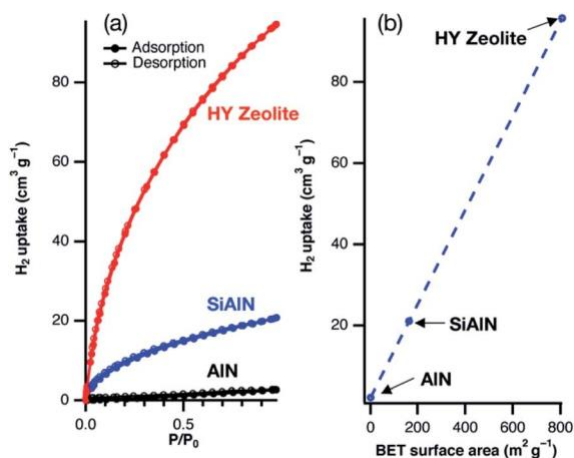 (a)
Adsorption
Desorption
HY Zeolite
SiAlN
AlN
80
60
40
20
0
H₂ uptake (cm³ g⁻¹)
0.0
0.5
P/P₀
(b)
HY Zeolite
SiAlN
AlN
80
60
40
20
0
H₂ uptake (cm³ g⁻¹)
0
200
400
600
800
BET surface area (m² g⁻¹)